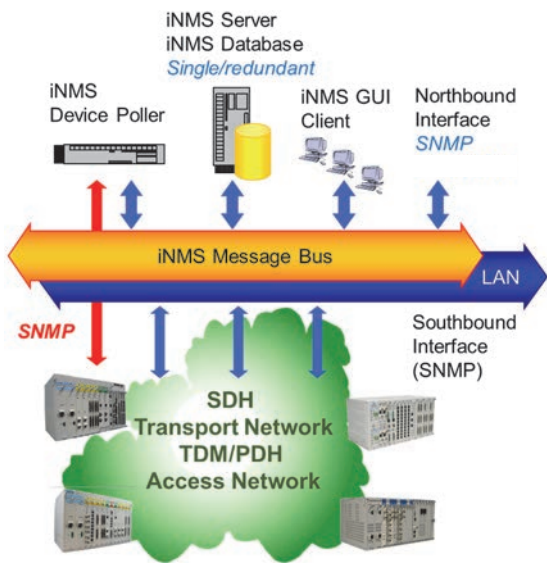 iNMS Server
iNMS Database
Single/redundant
iNMS
Device Poller
iNMS GUI
Client
Northbound
Interface
SNMP
iNMS Message Bus
LAN
SNMP
Southbound
Interface
(SNMP)
SDH
Transport Network
TDM/PDH
Access Network